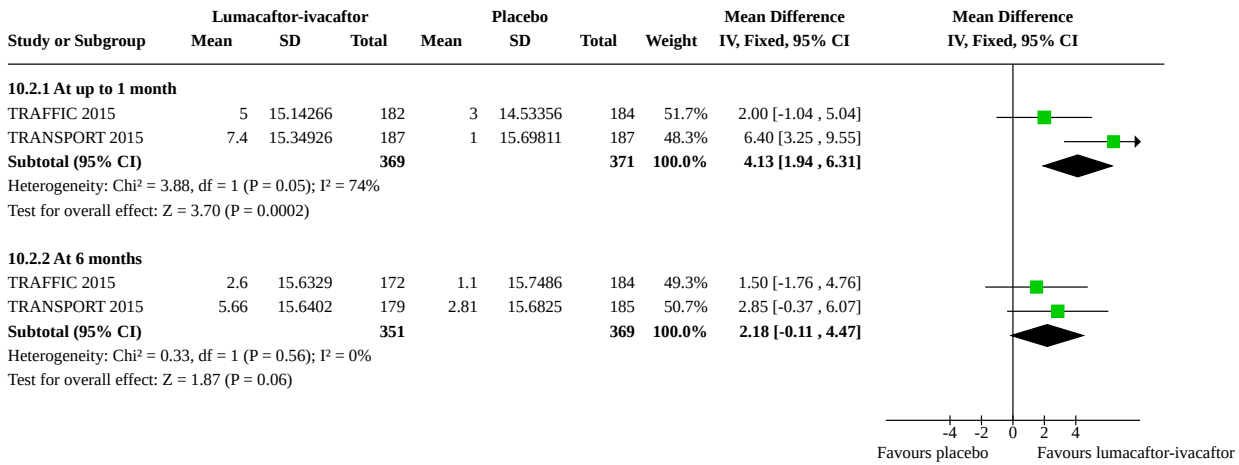 Lumacaftor-ivacaftor Placebo Mean Difference Mean Difference
Study or Subgroup Mean SD Total Mean SD Total Weight IV, Fixed, 95% CI IV, Fixed, 95% CI
10.2.1 At up to 1 month
TRAFFIC 2015 5 15.14266 182 3 14.53356 184 51.7% 2.00 [-1.04 , 5.04]
TRANSPORT 2015 7.4 15.34926 187 1 15.69811 187 48.3% 6.40 [3.25 , 9.55]
Subtotal (95% CI) 369 371 100.0% 4.13 [1.94 , 6.31]
Heterogeneity: Chi² = 3.88, df = 1 (P = 0.05); I² = 74%
Test for overall effect: Z = 3.70 (P = 0.0002)
10.2.2 At 6 months
TRAFFIC 2015 2.6 15.6329 172 1.1 15.7486 184 49.3% 1.50 [-1.76 , 4.76]
TRANSPORT 2015 5.66 15.6402 179 2.81 15.6825 185 50.7% 2.85 [-0.37 , 6.07]
Subtotal (95% CI) 351 369 100.0% 2.18 [-0.11 , 4.47]
Heterogeneity: Chi² = 0.33, df = 1 (P = 0.56); I² = 0%
Test for overall effect: Z = 1.87 (P = 0.06)
-4 -2 0 2 4
Favours placebo Favours lumacaftor-ivacaftor